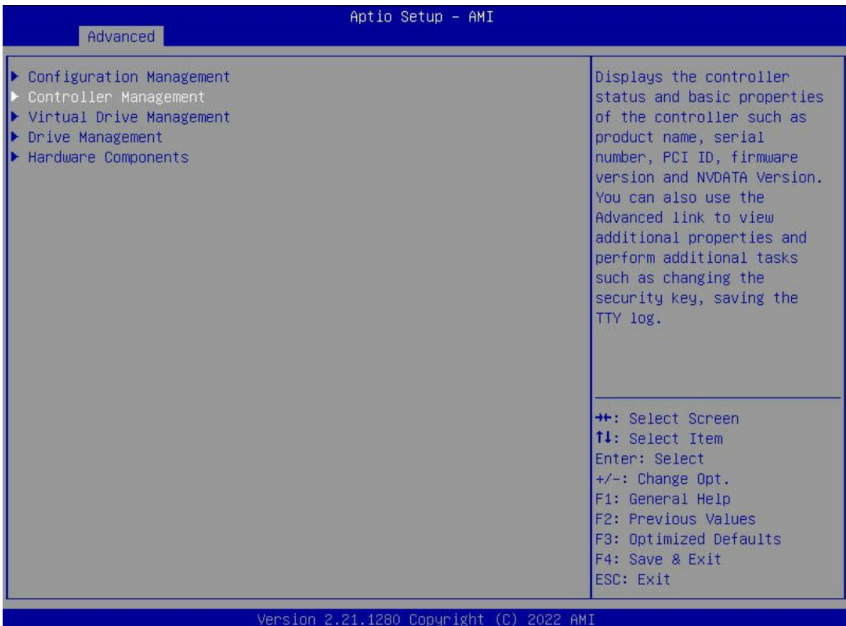 Aptio Setup – AMI
Advanced
Configuration Management
Controller Management
Virtual Drive Management
Drive Management
Hardware Components
Displays the controller
status and basic properties
of the controller such as
product name, serial
number, PCI ID, firmware
version and NVDATA Version.
You can also use the
Advanced link to view
additional properties and
perform additional tasks
such as changing the
security key, saving the
TTY log.
→←: Select Screen
↑↓: Select Item
Enter: Select
+/-: Change Opt.
F1: General Help
F2: Previous Values
F3: Optimized Defaults
F4: Save & Exit
ESC: Exit
Version 2.21.1280 Copyright (C) 2022 AMI